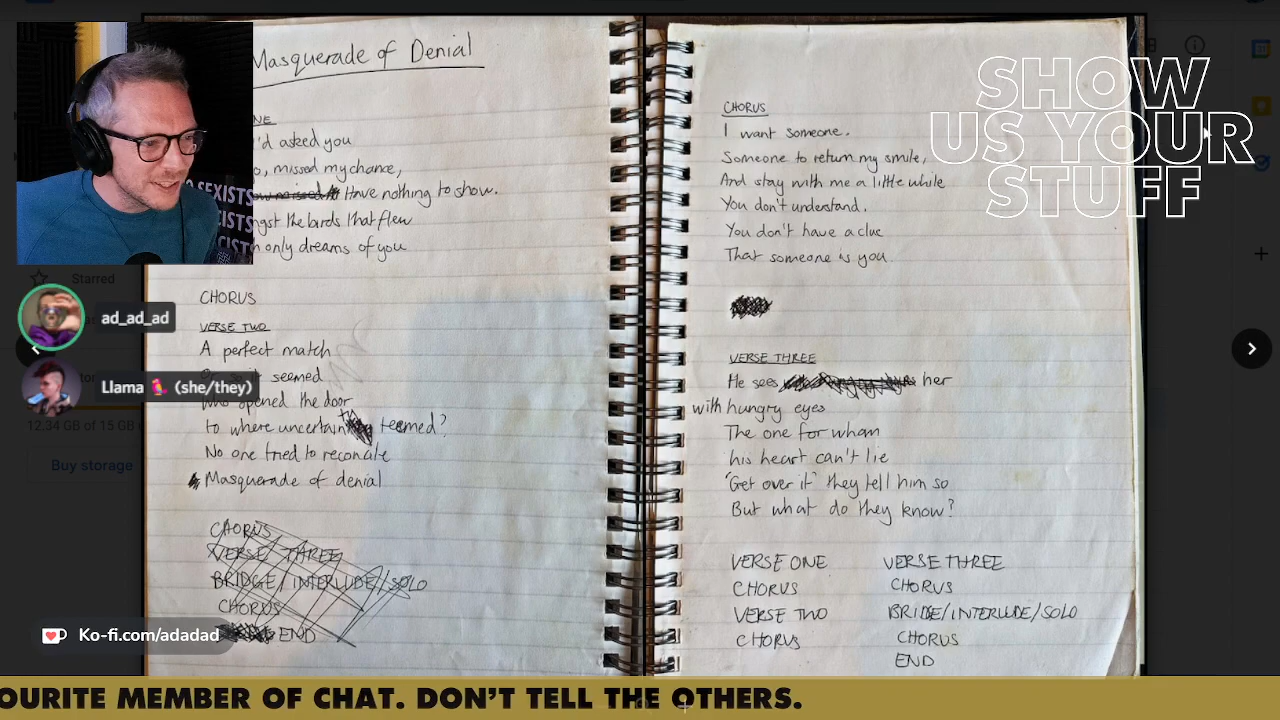 Masquerade of Denial
NE
'd asked you
o, missed my chance,
Have nothing to show.
ngst the birds that flew
only dreams of you
CHORUS
VERSE TWO
A perfect match
seemed
who opened the door
to where uncertain teemed?
No one tried to reconcile
Masquerade of denial
CHORUS
VERSE THREE
BRIDGE/INTERLUDE/SOLO
CHORUS
END
CHORUS
I want someone.
Someone to return my smile,
And stay with me a little while
You don't understand.
You don't have a clue
That someone is you
VERSE THREE
He sees her
with hungry eyes
The one for whom
his heart can't lie
"Get over it" they tell him so
But what do they know?
VERSE ONE
CHORUS
VERSE TWO
CHORUS
VERSE THREE
CHORUS
BRIDGE/INTERLUDE/SOLO
CHORUS
END
SHOW
US YOUR
STUFF
SEXISTS
CISTS
CIST
Starred
ad_ad_ad
Llama (she/they)
12.34 GB of 15 GB
Buy storage
Ko-fi.com/adadad
OURITE MEMBER OF CHAT. DON'T TELL THE OTHERS.